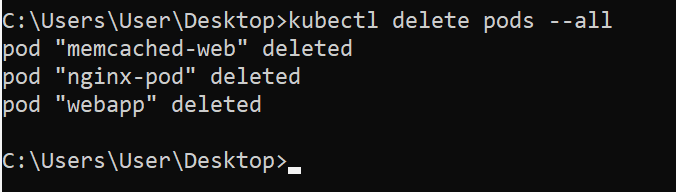 C:\Users\User\Desktop>kubectl delete pods --all
pod "memcached-web" deleted
pod "nginx-pod" deleted
pod "webapp" deleted
C:\Users\User\Desktop>